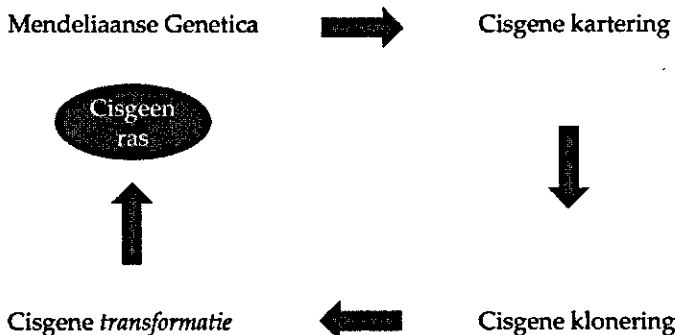 Mendeliaanse Genetica
Cisgene kartering
Cisgeen
ras
Cisgene transformatie
Cisgene klonering